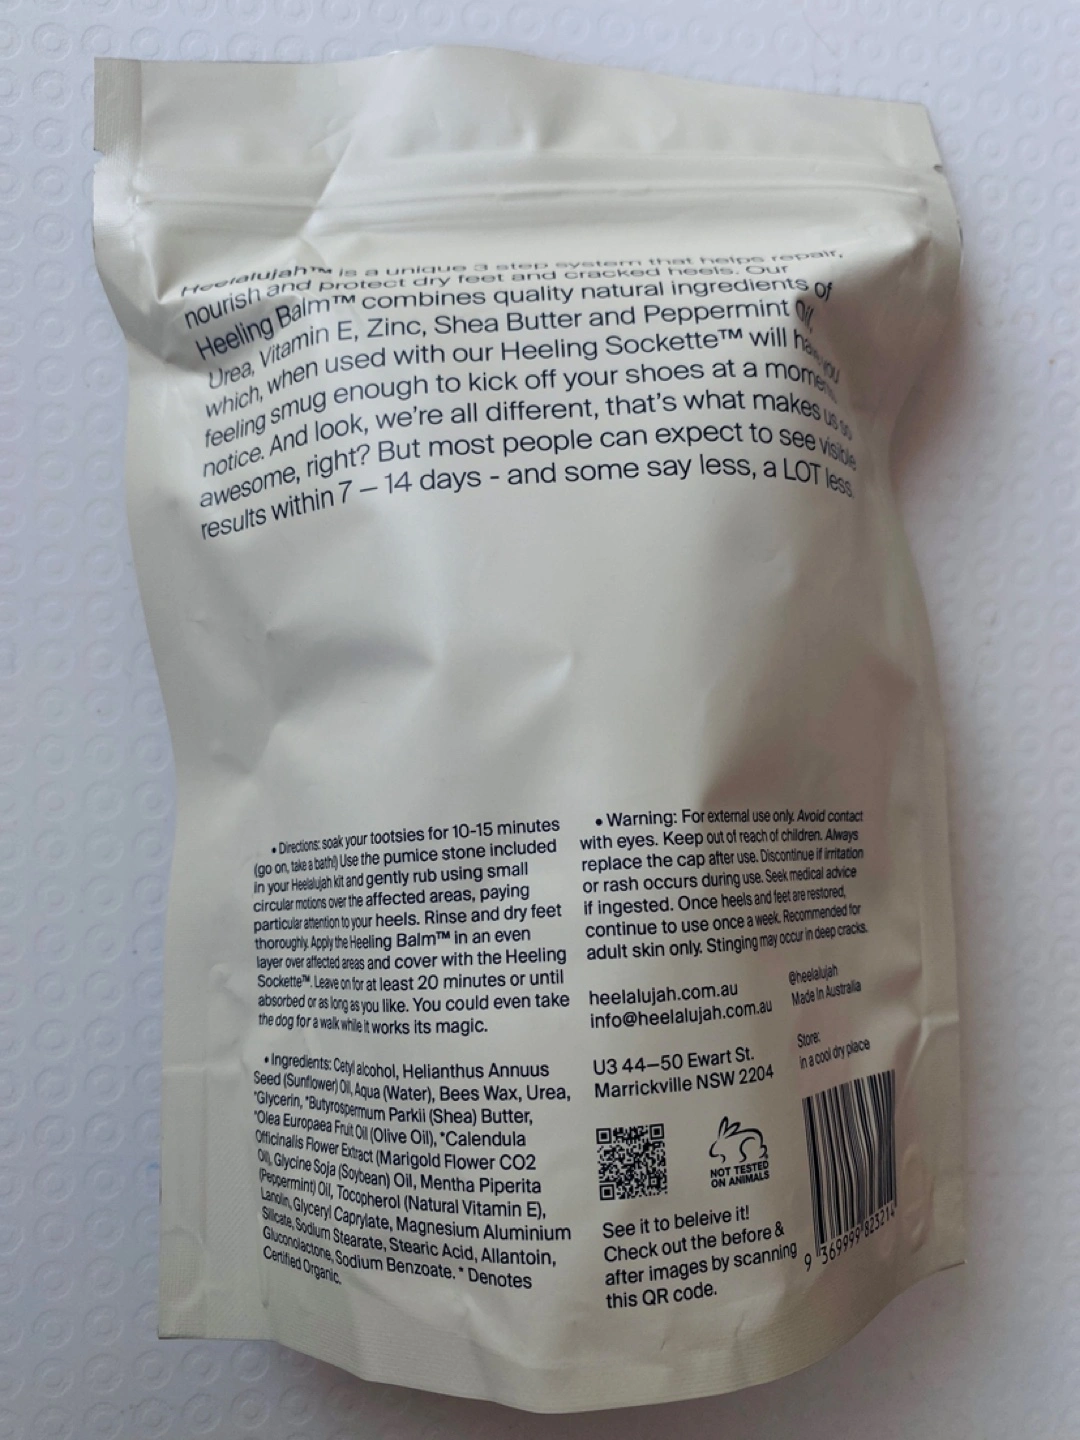 Heelalujah™ is a unique 3 step system that helps repair,
nourish and protect dry feet and cracked heels. Our
Heeling Balm™ combines quality natural ingredients of
Urea, Vitamin E, Zinc, Shea Butter and Peppermint Oil,
which, when used with our Heeling Sockette™ will have you
feeling smug enough to kick off your shoes at a moments
notice. And look, we're all different, that's what makes us so
awesome, right? But most people can expect to see visible
results within 7 – 14 days - and some say less, a LOT less.
• Directions: soak your tootsies for 10-15 minutes
(go on, take a bath!) Use the pumice stone included
in your Heelalujah kit and gently rub using small
circular motions over the affected areas, paying
particular attention to your heels. Rinse and dry feet
thoroughly. Apply the Heeling Balm™ in an even
layer over affected areas and cover with the Heeling
Sockette™. Leave on for at least 20 minutes or until
absorbed or as long as you like. You could even take
the dog for a walk while it works its magic.
• Ingredients: Cetyl alcohol, Helianthus Annuus
Seed (Sunflower) Oil, Aqua (Water), Bees Wax, Urea,
*Glycerin, *Butyrospermum Parkii (Shea) Butter,
*Olea Europaea Fruit Oil (Olive Oil), *Calendula
Officinalis Flower Extract (Marigold Flower CO2
Oil), Glycine Soja (Soybean) Oil, Mentha Piperita
(Peppermint) Oil, Tocopherol (Natural Vitamin E),
Lanolin, Glyceryl Caprylate, Magnesium Aluminium
Silicate, Sodium Stearate, Stearic Acid, Allantoin,
Gluconolactone, Sodium Benzoate. * Denotes
Certified Organic.
• Warning: For external use only. Avoid contact
with eyes. Keep out of reach of children. Always
replace the cap after use. Discontinue if irritation
or rash occurs during use. Seek medical advice
if ingested. Once heels and feet are restored,
continue to use once a week. Recommended for
adult skin only. Stinging may occur in deep cracks.
heelalujah.com.au
info@heelalujah.com.au
@heelalujah
Made In Australia
U3 44–50 Ewart St.
Marrickville NSW 2204
Store:
in a cool dry place
NOT TESTED
ON ANIMALS
See it to beleive it!
Check out the before &
after images by scanning
this QR code.
9 369999 823214